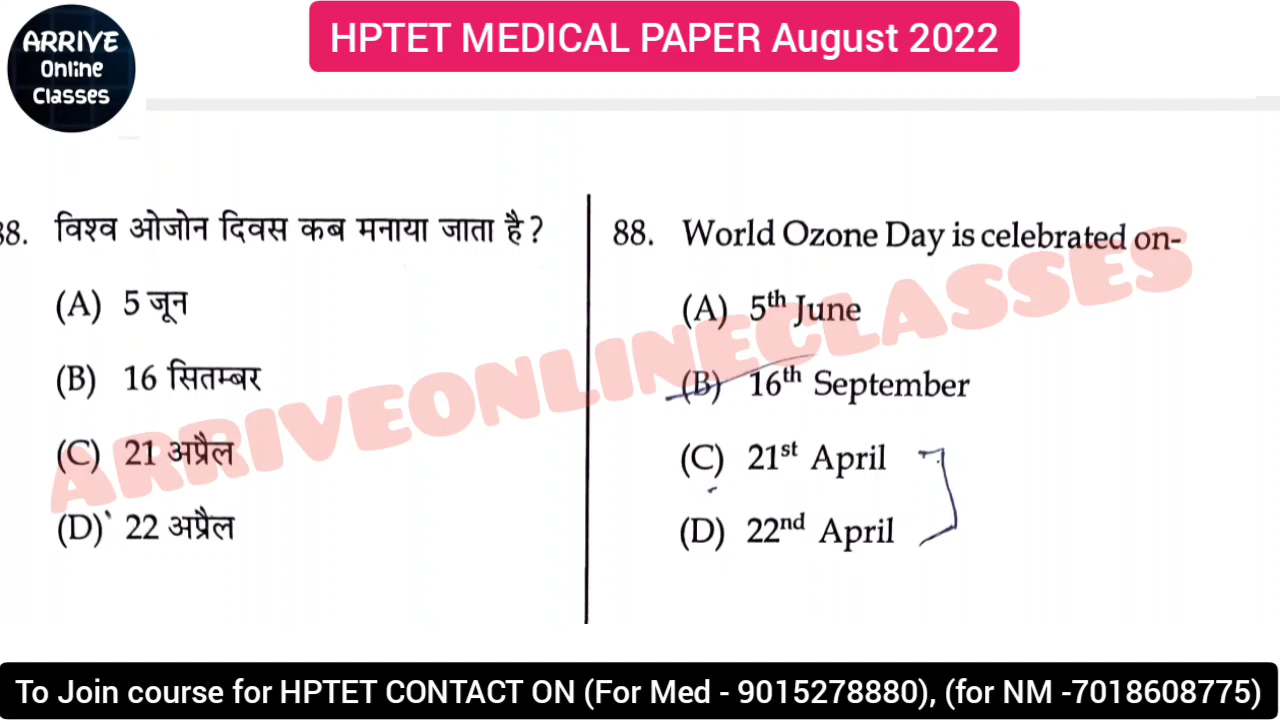 ARRIVE
Online
Classes
HPTET MEDICAL PAPER August 2022
38. विश्व ओजोन दिवस कब मनाया जाता है?
(A) 5 जून
(B) 16 सितम्बर
(C) 21 अप्रैल
(D) 22 अप्रैल
88. World Ozone Day is celebrated on-
(A) 5th June
(B) 16th September
(C) 21st April
(D) 22nd April
ARRIVEONLINECLASSES
To Join course for HPTET CONTACT ON (For Med - 9015278880), (for NM -7018608775)